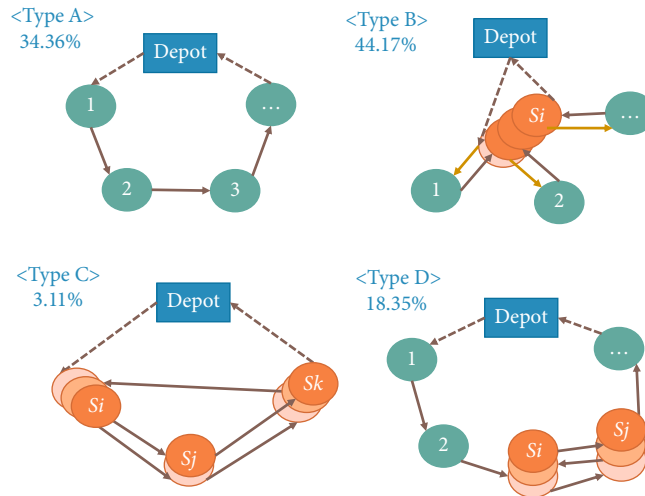 <Type A>
34.36%
Depot
1
...
2
3
<Type B>
44.17%
Depot
Si
...
1
2
<Type C>
3.11%
Depot
Si
Sk
Sj
<Type D>
18.35%
Depot
1
...
2
Si
Sj